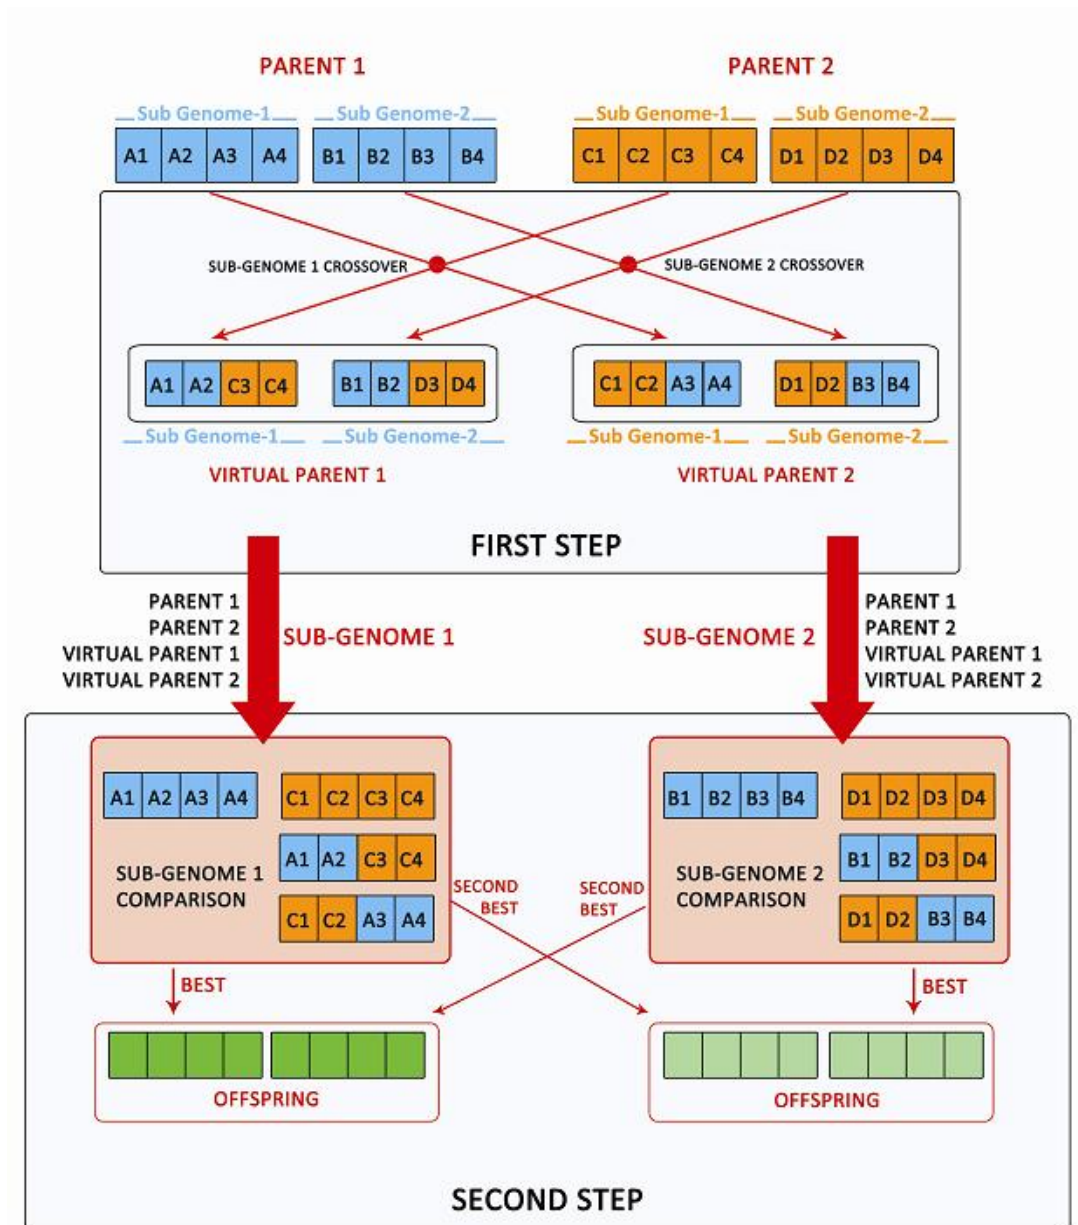 PARENT 1
PARENT 2
Sub Genome-1
Sub Genome-2
Sub Genome-1
Sub Genome-2
A1 A2 A3 A4
B1 B2 B3 B4
C1 C2 C3 C4
D1 D2 D3 D4
SUB-GENOME 1 CROSSOVER
SUB-GENOME 2 CROSSOVER
A1 A2 C3 C4
B1 B2 D3 D4
C1 C2 A3 A4
D1 D2 B3 B4
Sub Genome-1
Sub Genome-2
Sub Genome-1
Sub Genome-2
VIRTUAL PARENT 1
VIRTUAL PARENT 2
FIRST STEP
PARENT 1
PARENT 2
VIRTUAL PARENT 1
VIRTUAL PARENT 2
SUB-GENOME 1
SUB-GENOME 2
PARENT 1
PARENT 2
VIRTUAL PARENT 1
VIRTUAL PARENT 2
A1 A2 A3 A4
C1 C2 C3 C4
A1 A2 C3 C4
C1 C2 A3 A4
SUB-GENOME 1
COMPARISON
SECOND
BEST
SECOND
BEST
B1 B2 B3 B4
D1 D2 D3 D4
B1 B2 D3 D4
D1 D2 B3 B4
SUB-GENOME 2
COMPARISON
BEST
BEST
OFFSPRING
OFFSPRING
SECOND STEP